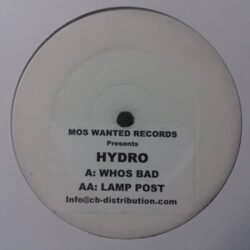 MOS WANTED RECORDS
Presents
HYDRO
A: WHOS BAD
AA: LAMP POST
Info@cb-distribution.com